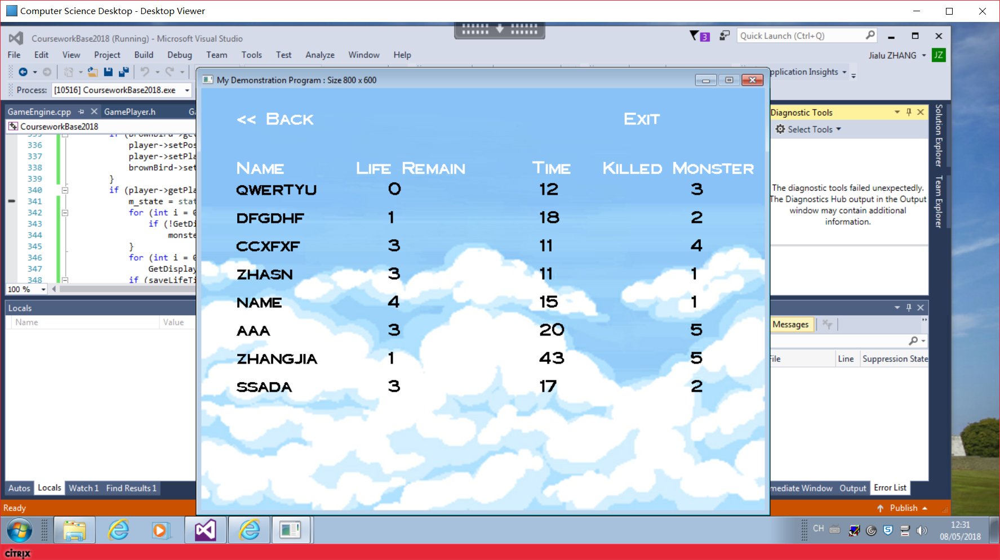 Computer Science Desktop - Desktop Viewer
CourseworkBase2018 (Running) - Microsoft Visual Studio
3
Quick Launch (Ctrl+Q)
File Edit View Project Build Debug Team Tools Test Analyze Window Help
Jialu ZHANG
JZ
Process: [10516] CourseworkBase2018.exe
pplication Insights
My Demonstration Program : Size 800 x 600
GameEngine.cpp
GamePlayer.h
CourseworkBase2018
336 player->setPos
337 player->setPla
338 brownBird->set
339 }
340 if (player->getPla
341 m_state = stat
342 for (int i = 0
343 if (!GetDi
344 monste
345 }
346 for (int i = 0
347 GetDisplay
348 if (saveLifeTi
100 %
Locals
Name Value
Autos Locals Watch 1 Find Results 1
Ready
<< BACK EXIT
NAME LIFE REMAIN TIME KILLED MONSTER
QWERTYU 0 12 3
DFGDHF 1 18 2
CCXFXF 3 11 4
ZHASN 3 11 1
NAME 4 15 1
AAA 3 20 5
ZHANGJIA 1 43 5
SSADA 3 17 2
Diagnostic Tools
Select Tools
The diagnostic tools failed unexpectedly.
The Diagnostics Hub output in the Output
window may contain additional
information.
Solution Explorer
Team Explorer
Messages
ile Line Suppression State
mediate Window Output Error List
Publish
CH
12:31
08/05/2018
CITRIX